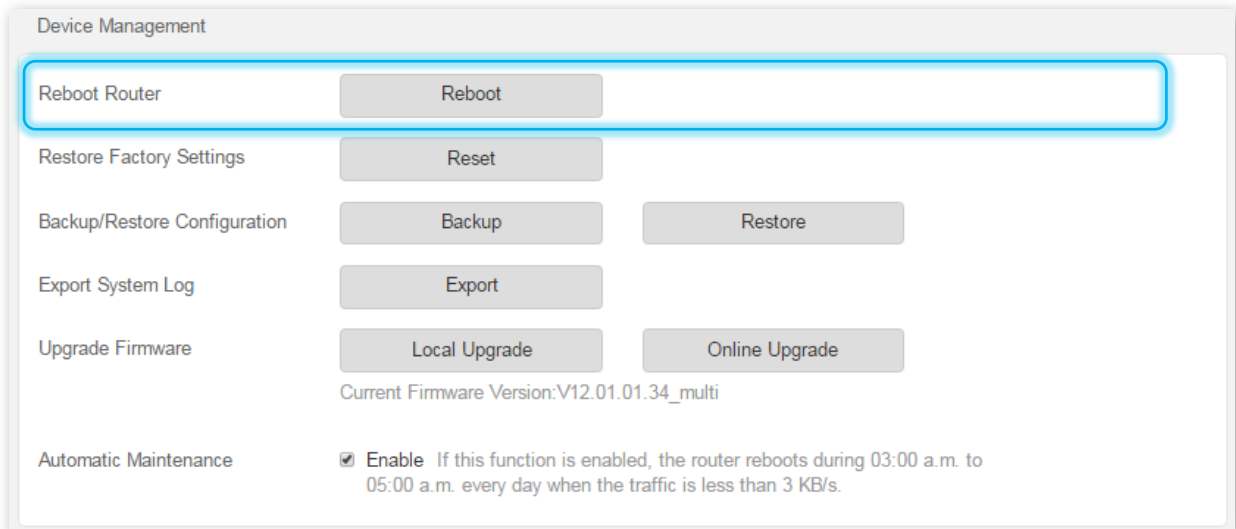 Device Management
Reboot Router Reboot
Restore Factory Settings Reset
Backup/Restore Configuration Backup Restore
Export System Log Export
Upgrade Firmware Local Upgrade Online Upgrade
Current Firmware Version:V12.01.01.34_multi
Automatic Maintenance Enable If this function is enabled, the router reboots during 03:00 a.m. to
05:00 a.m. every day when the traffic is less than 3 KB/s.